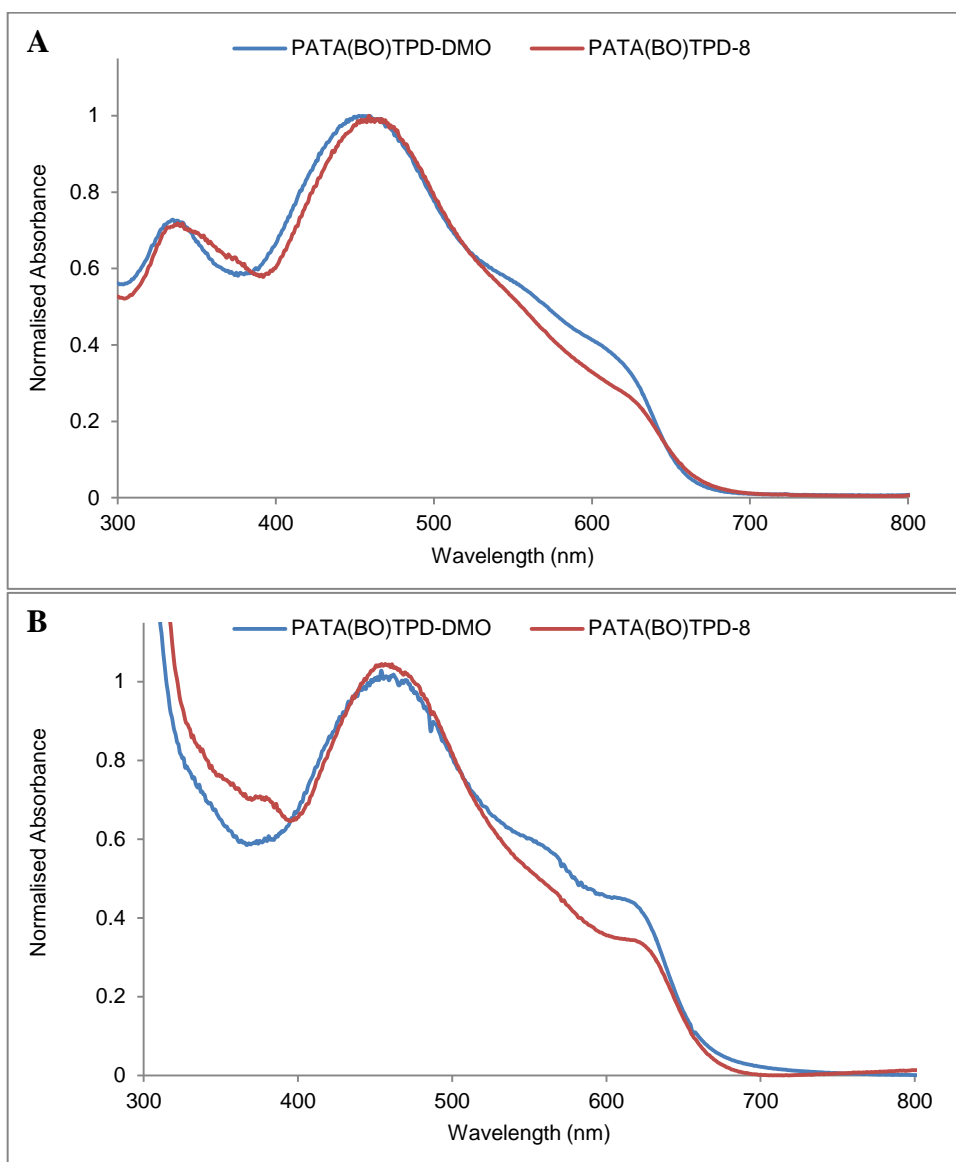 A
PATA(BO)TPD-DMO PATA(BO)TPD-8
1
0.8
0.6
0.4
0.2
0
Normalised Absorbance
300 400 500 600 700 800
Wavelength (nm)
B
PATA(BO)TPD-DMO PATA(BO)TPD-8
1
0.8
0.6
0.4
0.2
0
Normalised Absorbance
300 400 500 600 700 800
Wavelength (nm)